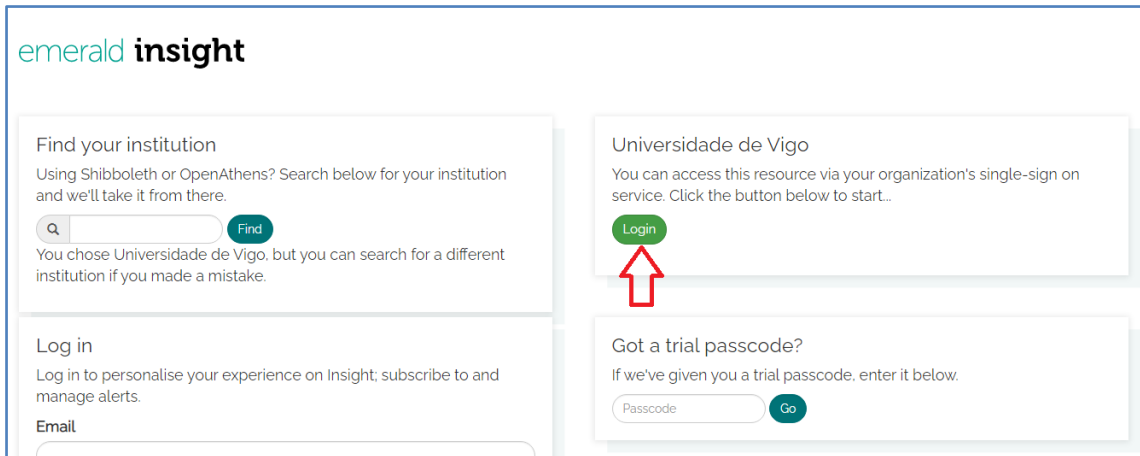 emerald insight
Find your institution
Using Shibboleth or OpenAthens? Search below for your institution
and we'll take it from there.
Find
You chose Universidade de Vigo, but you can search for a different
institution if you made a mistake.
Universidade de Vigo
You can access this resource via your organization's single-sign on
service. Click the button below to start...
Login
Log in
Log in to personalise your experience on Insight; subscribe to and
manage alerts.
Email
Got a trial passcode?
If we've given you a trial passcode, enter it below.
Passcode Go